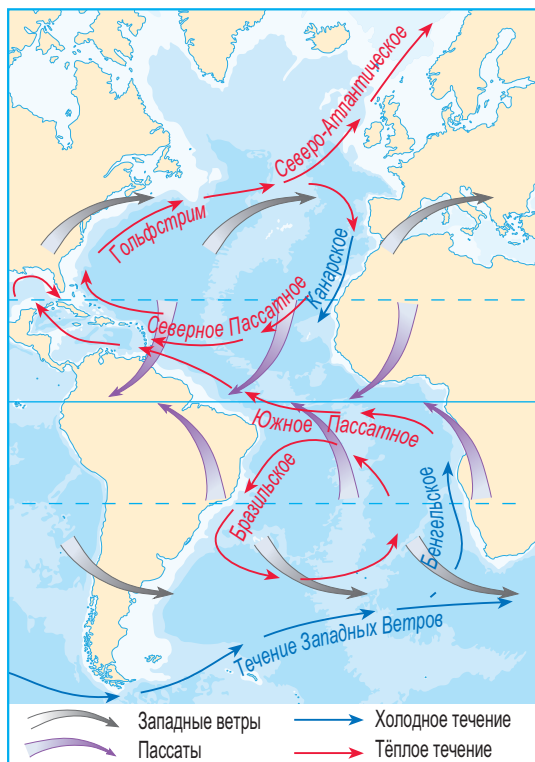 Северо-Атлантическое
Гольфстрим
Канарское
Северное Пассатное
Южное Пассатное
Бразильское
Бенгельское
Течение Западных Ветров
Западные ветры
Холодное течение
Пассаты
Тёплое течение